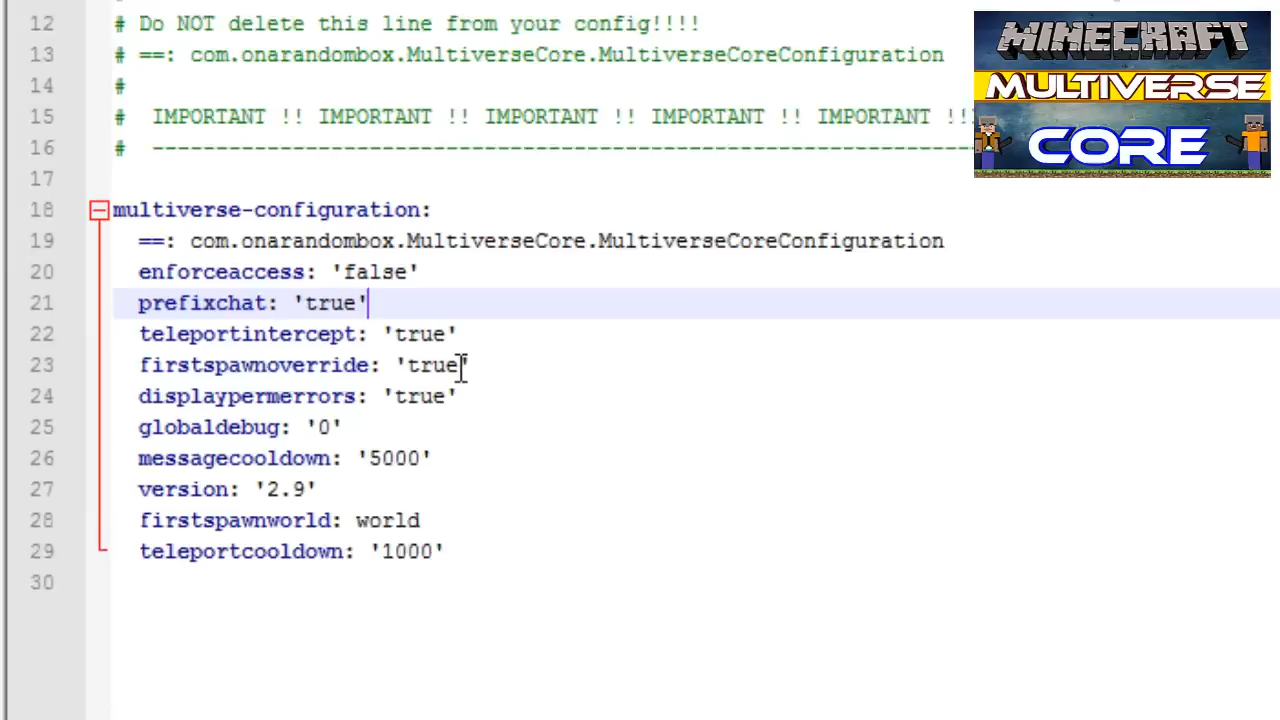 12 # Do NOT delete this line from your config!!!!
13 # ==: com.onarandombox.MultiverseCore.MultiverseCoreConfiguration
14 #
15 #  IMPORTANT !! IMPORTANT !! IMPORTANT !! IMPORTANT !! IMPORTANT !!
16 #  ----------------------------------------------------------------
17
18 multiverse-configuration:
19   ==: com.onarandombox.MultiverseCore.MultiverseCoreConfiguration
20   enforceaccess: 'false'
21   prefixchat: 'true'
22   teleportintercept: 'true'
23   firstspawnoverride: 'true'
24   displaypermerrors: 'true'
25   globaldebug: '0'
26   messagecooldown: '5000'
27   version: '2.9'
28   firstspawnworld: world
29   teleportcooldown: '1000'
30
MINECRAFT
MULTIVERSE
CORE